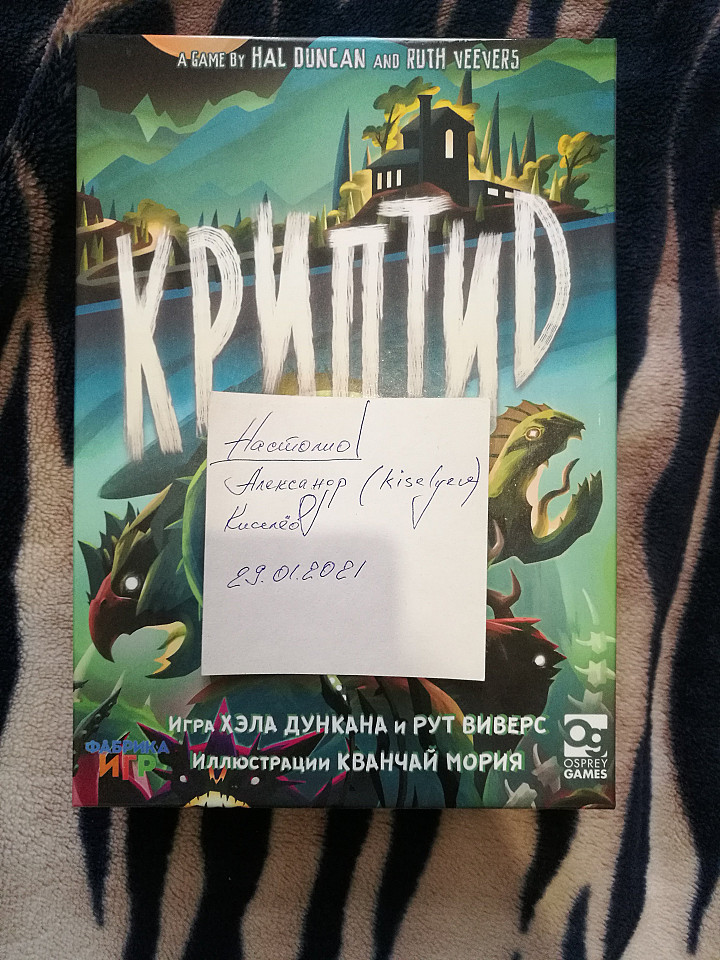 A GAME BY HAL DUNCAN AND RUTH VEEVERS
КРИПТИД
Настолио
Александр (kiselyove)
Киселёв
29.01.2021
ИГРА ХЭЛА ДУНКАНА И РУТ ВИВЕРС
ФАБРИКА
ИГР
ИЛЛЮСТРАЦИИ КВАНЧАЙ МОРИЯ
OSPREY
GAMES